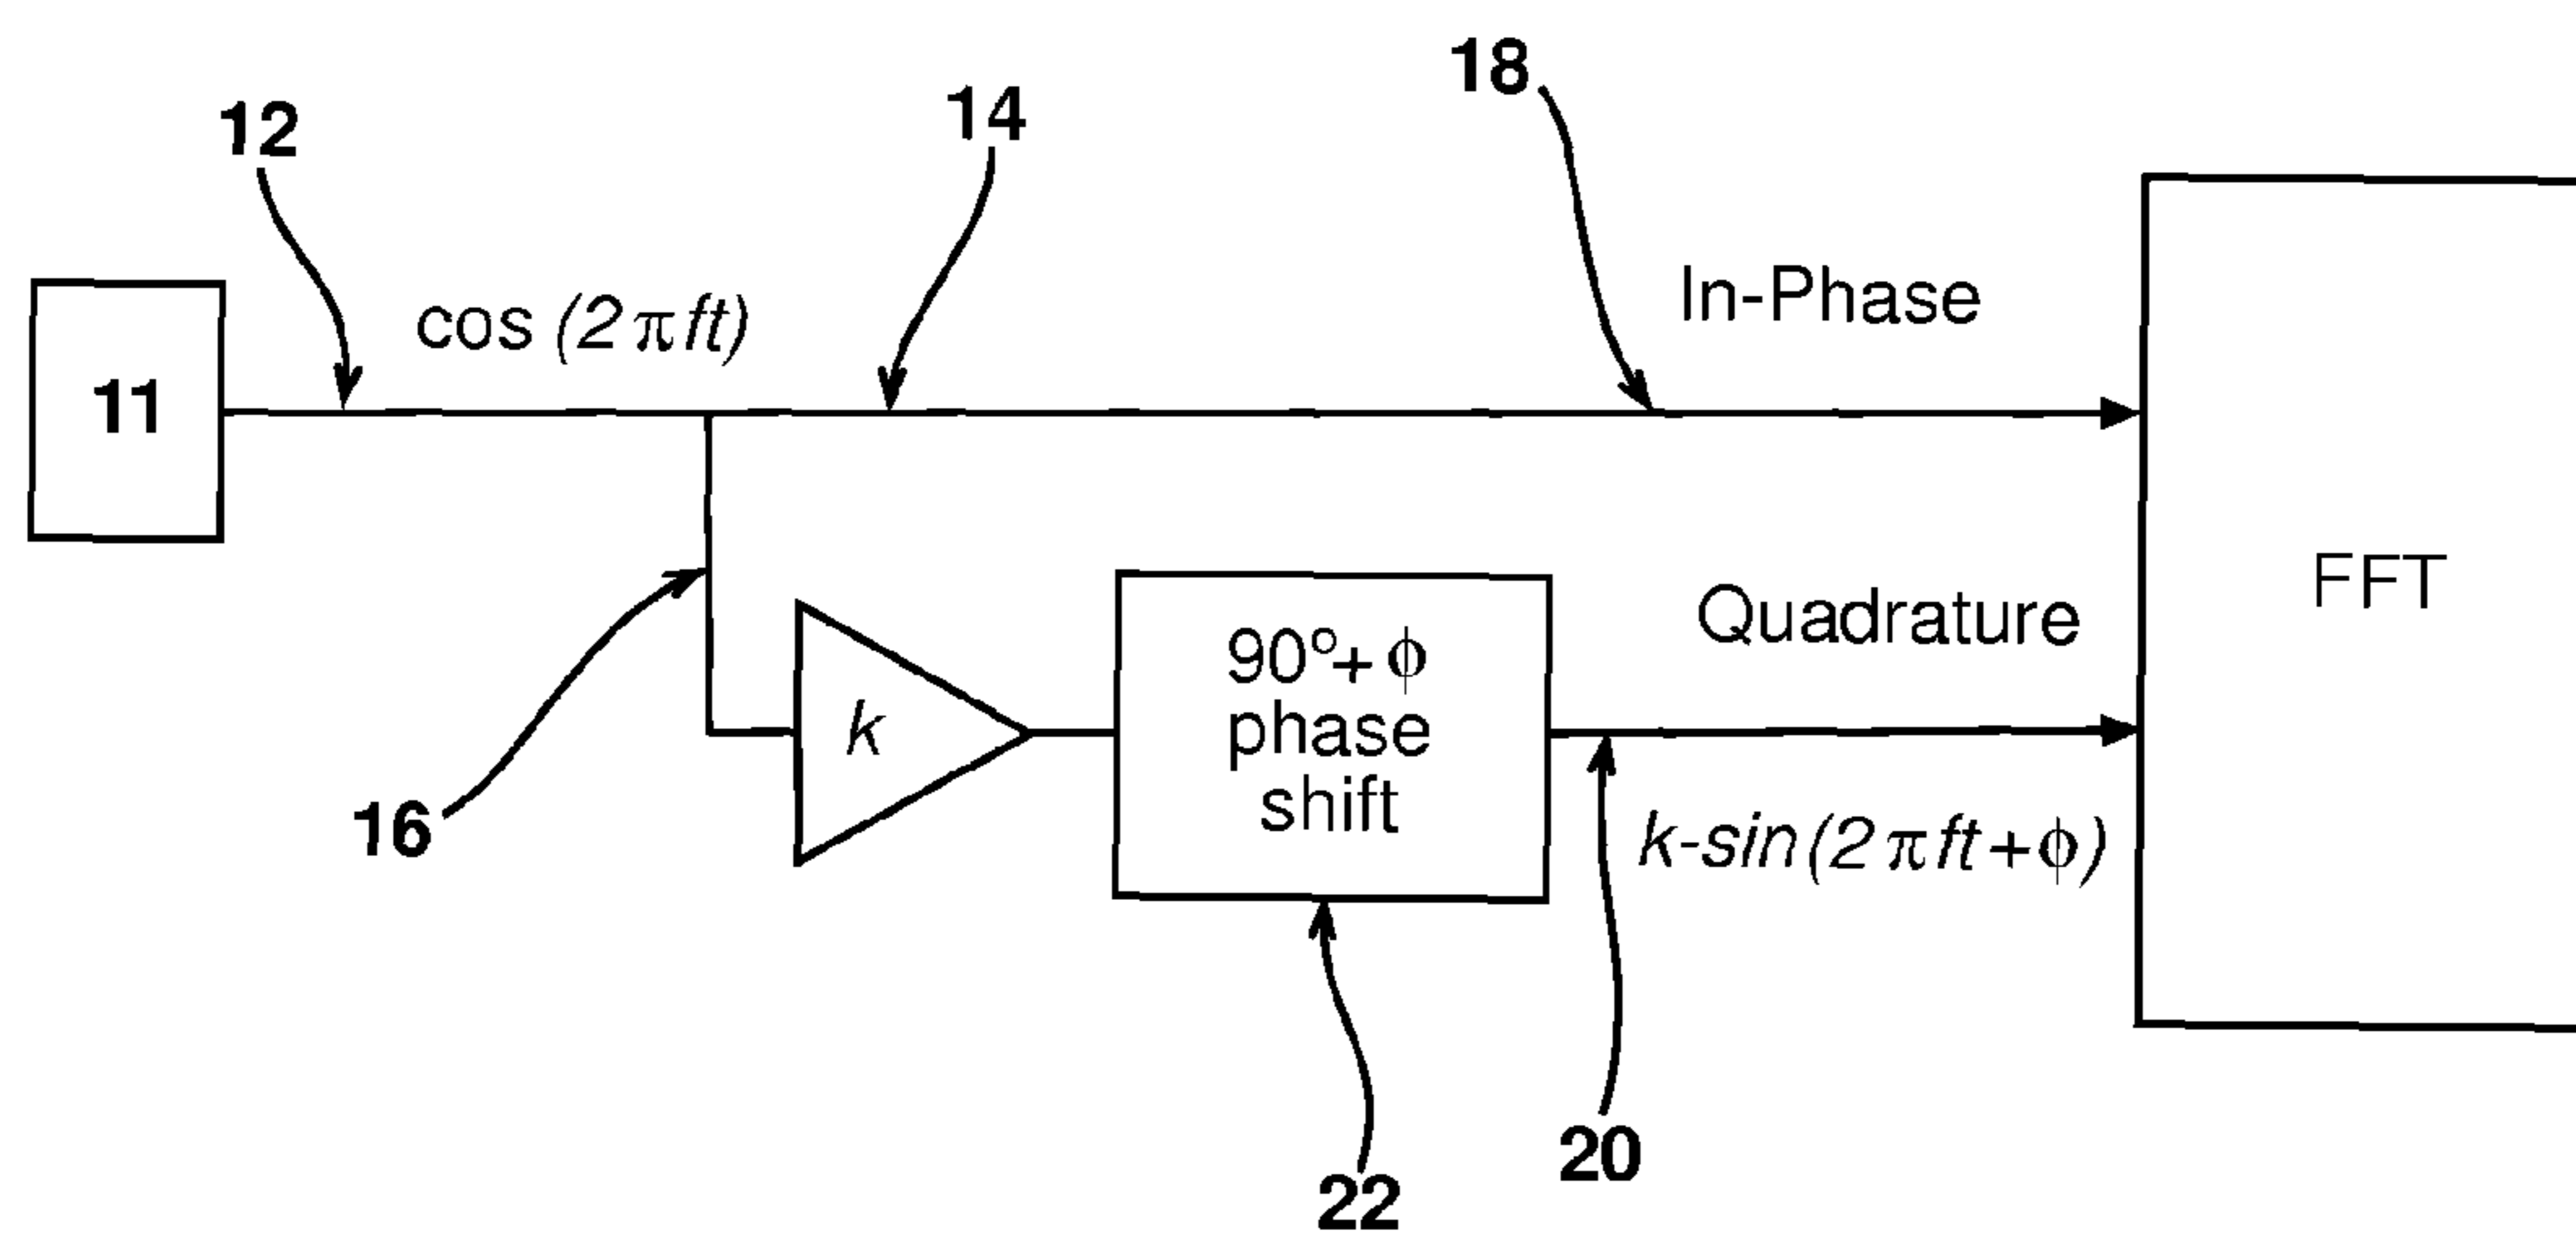 18
14
12
In-Phase
cos (2πft)
11
FFT
Quadrature
90°+ ϕ
phase
shift
k
16
k-sin(2πft+ϕ)
20
22